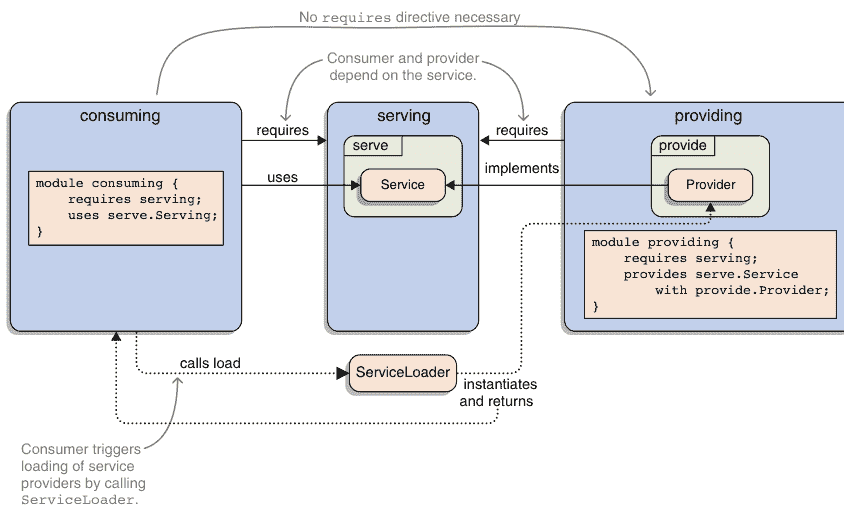 No requires directive necessary
Consumer and provider
depend on the service.
consuming
serving
providing
requires
requires
serve
provide
implements
uses
Service
Provider
module consuming {
    requires serving;
    uses serve.Serving;
}
module providing {
    requires serving;
    provides serve.Service
        with provide.Provider;
}
calls load
ServiceLoader
instantiates
and returns
Consumer triggers
loading of service
providers by calling
ServiceLoader.